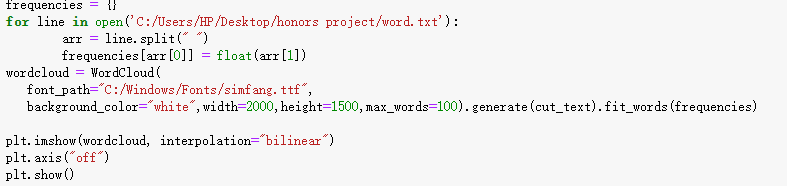 frequencies = {}
for line in open('C:/Users/HP/Desktop/honors project/word.txt'):
        arr = line.split(" ")
        frequencies[arr[0]] = float(arr[1])
wordcloud = WordCloud(
   font_path="C:/Windows/Fonts/simfang.ttf",
   background_color="white",width=2000,height=1500,max_words=100).generate(cut_text).fit_words(frequencies)

plt.imshow(wordcloud, interpolation="bilinear")
plt.axis("off")
plt.show()